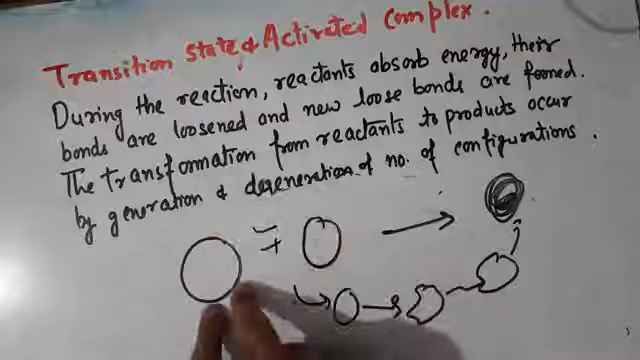 Transition state & Activated Complex.
During the reaction, reactants absorb energy, their
bonds are loosened and new loose bonds are formed.
The transformation from reactants to products occur
by generation & degeneration of no. of configurations.
+